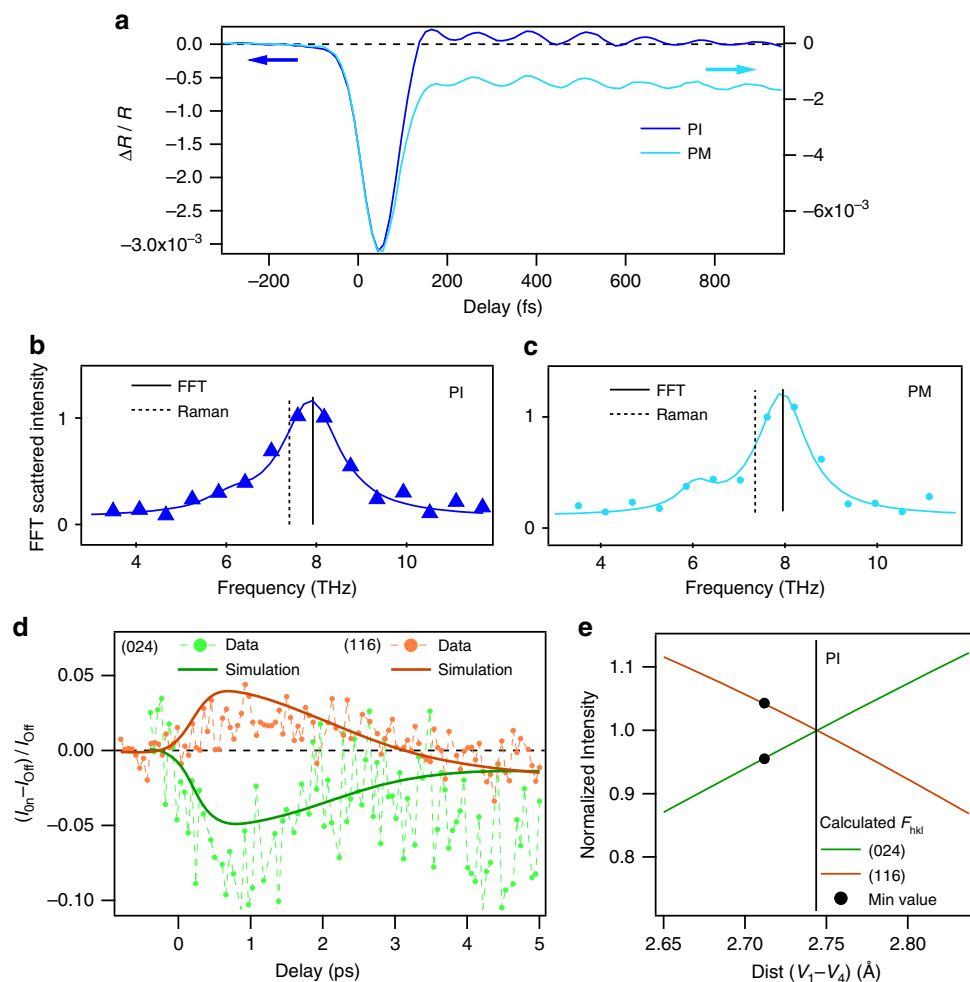 a
0.0
−0.5
−1.0
−1.5
−2.0
−2.5
−3.0x10⁻³
ΔR / R
0
−2
−4
−6x10⁻³
PI
PM
−200
0
200
400
600
800
Delay (fs)
b
FFT
Raman
PI
1
0
FFT scattered intensity
4
6
8
10
Frequency (THz)
c
FFT
Raman
PM
1
0
4
6
8
10
Frequency (THz)
d
(024)
Data
Simulation
(116)
Data
Simulation
0.05
0.00
−0.05
−0.10
(I0n−IOff) / IOff
0
1
2
3
4
5
Delay (ps)
e
PI
1.1
1.0
0.9
0.8
Normalized Intensity
Calculated Fhkl
(024)
(116)
Min value
2.65
2.70
2.75
2.80
Dist (V1−V4) (Å)